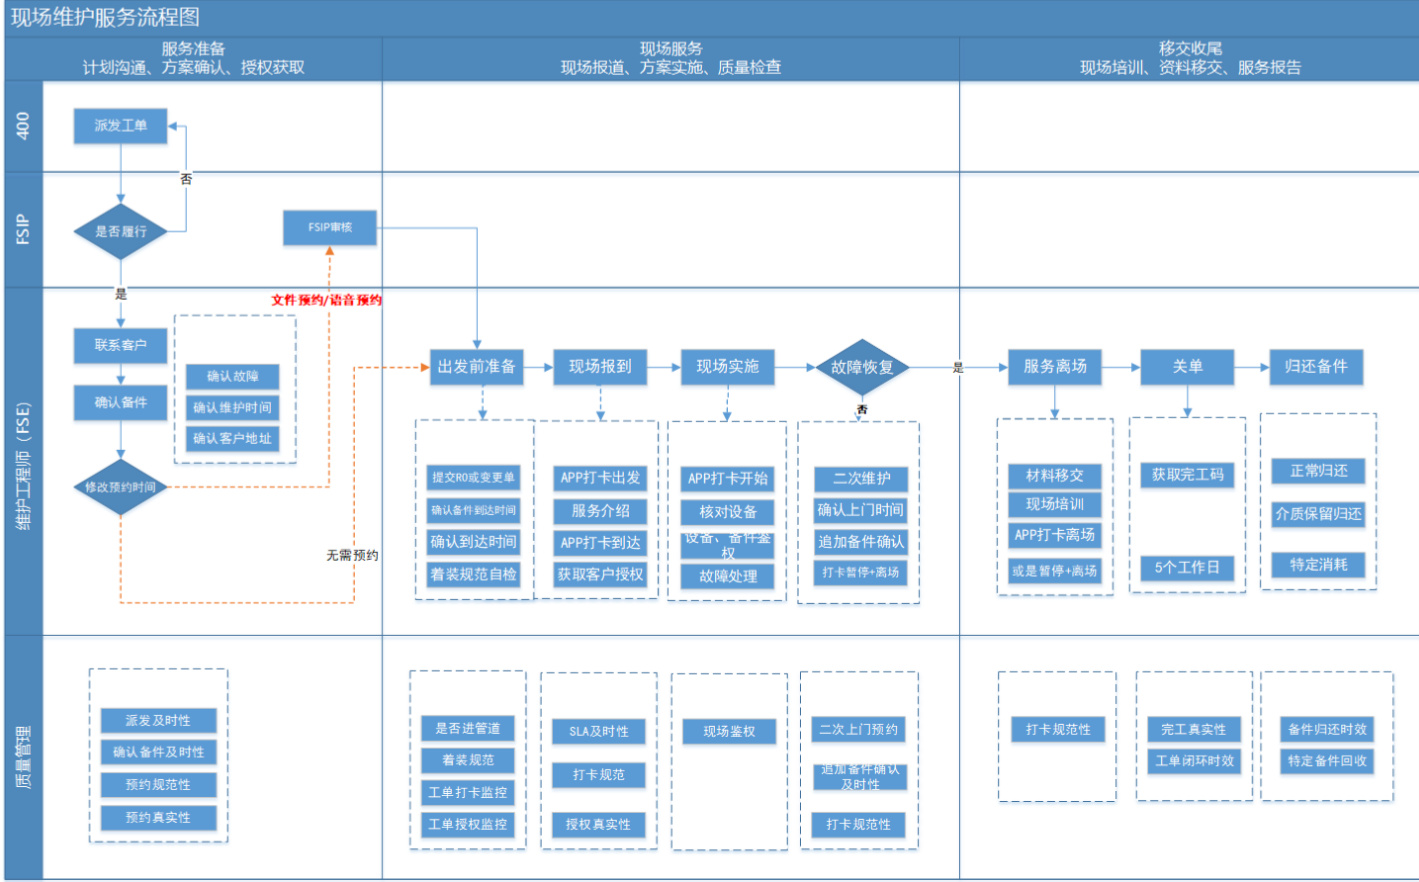 现场维护服务流程图
服务准备
计划沟通、方案确认、授权获取
现场服务
现场报道、方案实施、质量检查
移交收尾
现场培训、资料移交、服务报告
400
派发工单
否
FSIP
是否履行
FSIP审核
是
文件预约/语音预约
维护工程师（FSE）
联系客户
确认备件
修改预约时间
确认故障
确认维护时间
确认客户地址
无需预约
出发前准备
现场报到
现场实施
故障恢复
是
服务离场
关单
归还备件
否
提交RO或变更单
确认备件到达时间
确认到达时间
着装规范自检
APP打卡出发
服务介绍
APP打卡到达
获取客户授权
APP打卡开始
核对设备
设备、备件鉴
权
故障处理
二次维护
确认上门时间
追加备件确认
打卡暂停+离场
材料移交
现场培训
APP打卡离场
或是暂停+离场
获取完工码
5个工作日
正常归还
介质保留归还
特定消耗
质量管理
派发及时性
确认备件及时性
预约规范性
预约真实性
是否进管道
着装规范
工单打卡监控
工单授权监控
SLA及时性
打卡规范
授权真实性
现场鉴权
二次上门预约
追加备件确认
及时性
打卡规范性
打卡规范性
完工真实性
工单闭环时效
备件归还时效
特定备件回收